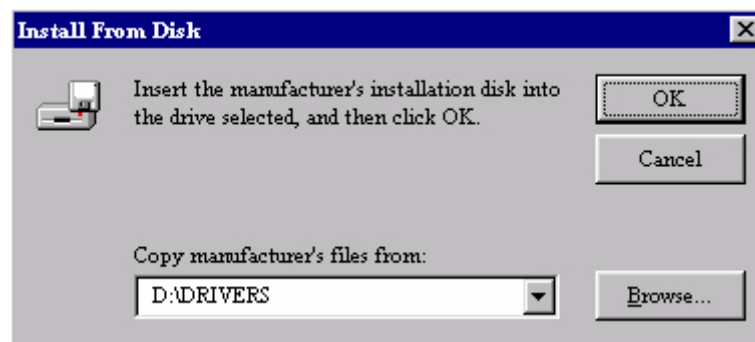 Install From Disk
Insert the manufacturer's installation disk into
the drive selected, and then click OK.
OK
Cancel
Copy manufacturer's files from:
D:\DRIVERS
Browse...